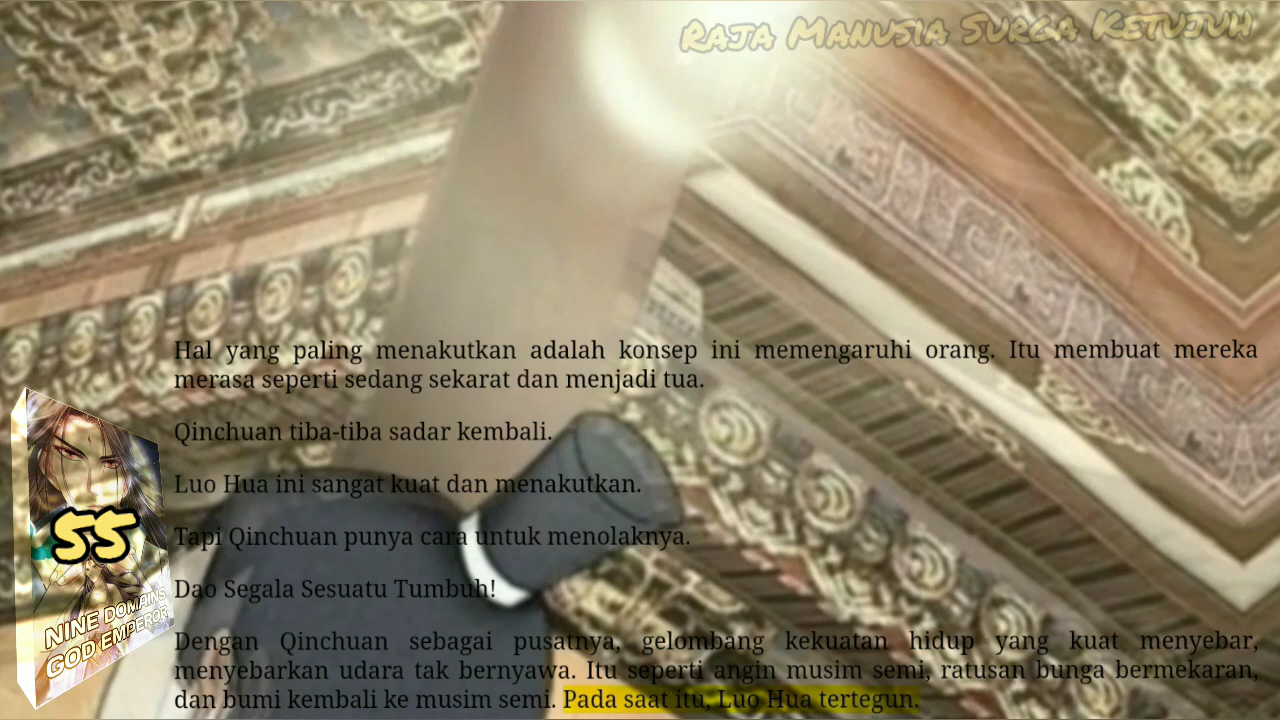 Raja Manusia Surga Ketujuh
Hal yang paling menakutkan adalah konsep ini memengaruhi orang. Itu membuat mereka
merasa seperti sedang sekarat dan menjadi tua.
Qinchuan tiba-tiba sadar kembali.
Luo Hua ini sangat kuat dan menakutkan.
Tapi Qinchuan punya cara untuk menolaknya.
Dao Segala Sesuatu Tumbuh!
Dengan Qinchuan sebagai pusatnya, gelombang kekuatan hidup yang kuat menyebar,
menyebarkan udara tak bernyawa. Itu seperti angin musim semi, ratusan bunga bermekaran,
dan bumi kembali ke musim semi. Pada saat itu, Luo Hua tertegun.
SS
NINE DOMAINS
GOD EMPEROR